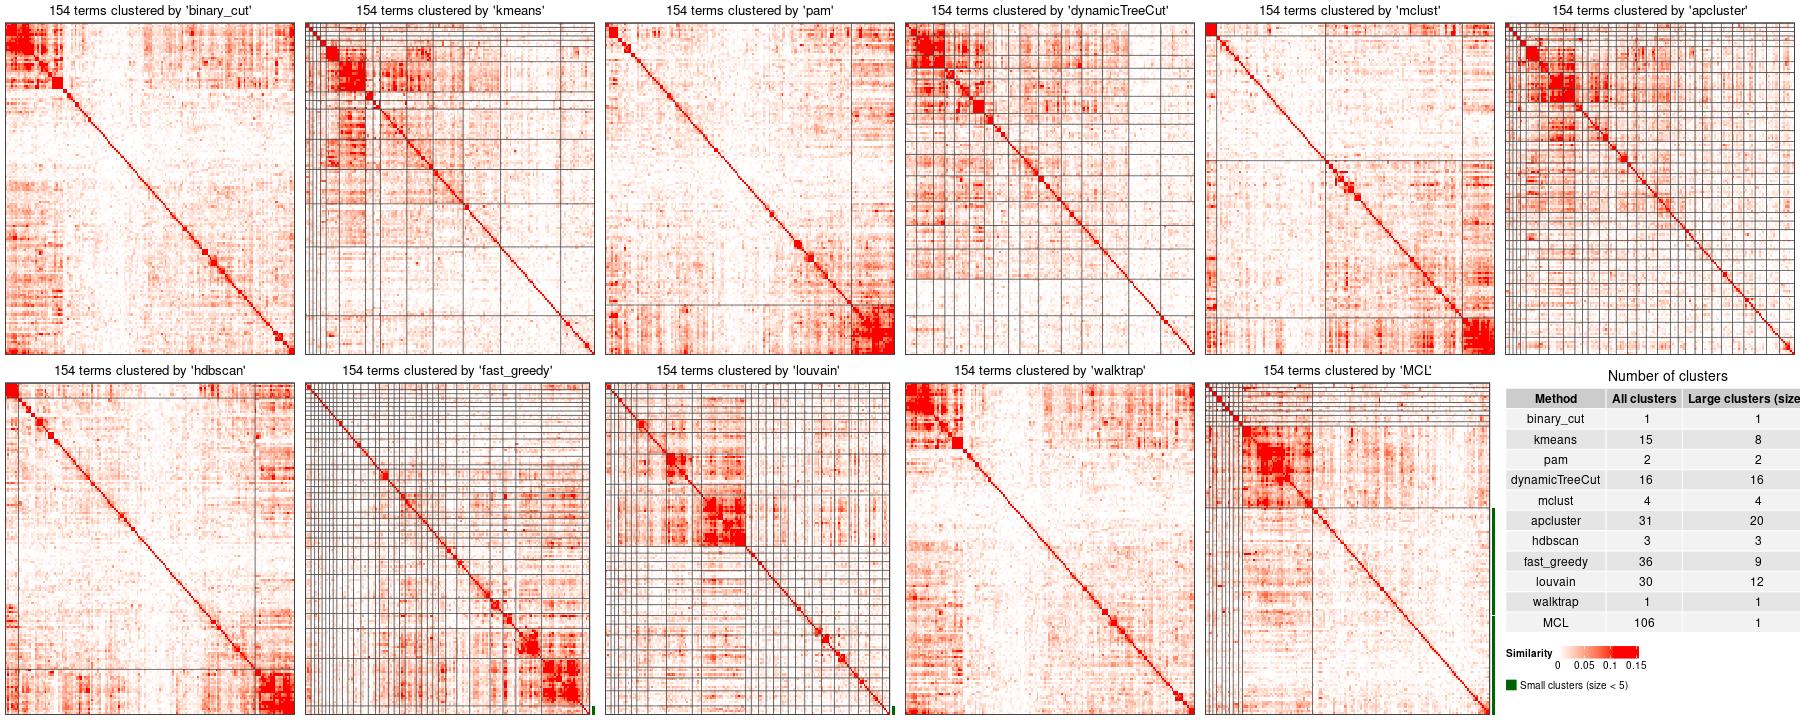 154 terms clustered by 'binary_cut'
154 terms clustered by 'kmeans'
154 terms clustered by 'pam'
154 terms clustered by 'dynamicTreeCut'
154 terms clustered by 'mclust'
154 terms clustered by 'apcluster'
154 terms clustered by 'hdbscan'
154 terms clustered by 'fast_greedy'
154 terms clustered by 'louvain'
154 terms clustered by 'walktrap'
154 terms clustered by 'MCL'
Number of clusters
Method All clusters Large clusters (size
binary_cut 1 1
kmeans 15 8
pam 2 2
dynamicTreeCut 16 16
mclust 4 4
apcluster 31 20
hdbscan 3 3
fast_greedy 36 9
louvain 30 12
walktrap 1 1
MCL 106 1
Similarity
0 0.05 0.1 0.15
Small clusters (size < 5)